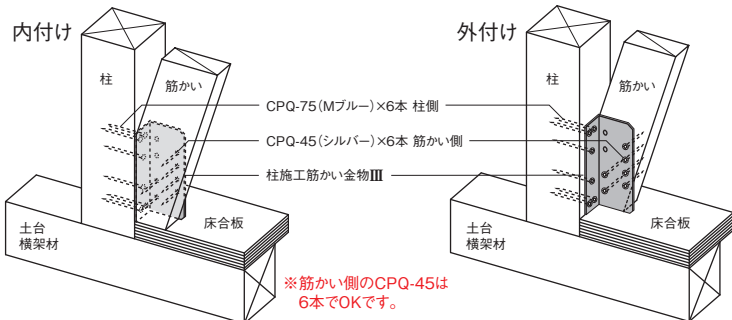 内付け
外付け
柱
筋かい
柱
筋かい
CPQ-75（Mブルー）×6本 柱側
CPQ-45（シルバー）×6本 筋かい側
柱施工筋かい金物Ⅲ
土台
横架材
床合板
土台
横架材
床合板
※筋かい側のCPQ-45は
6本でOKです。